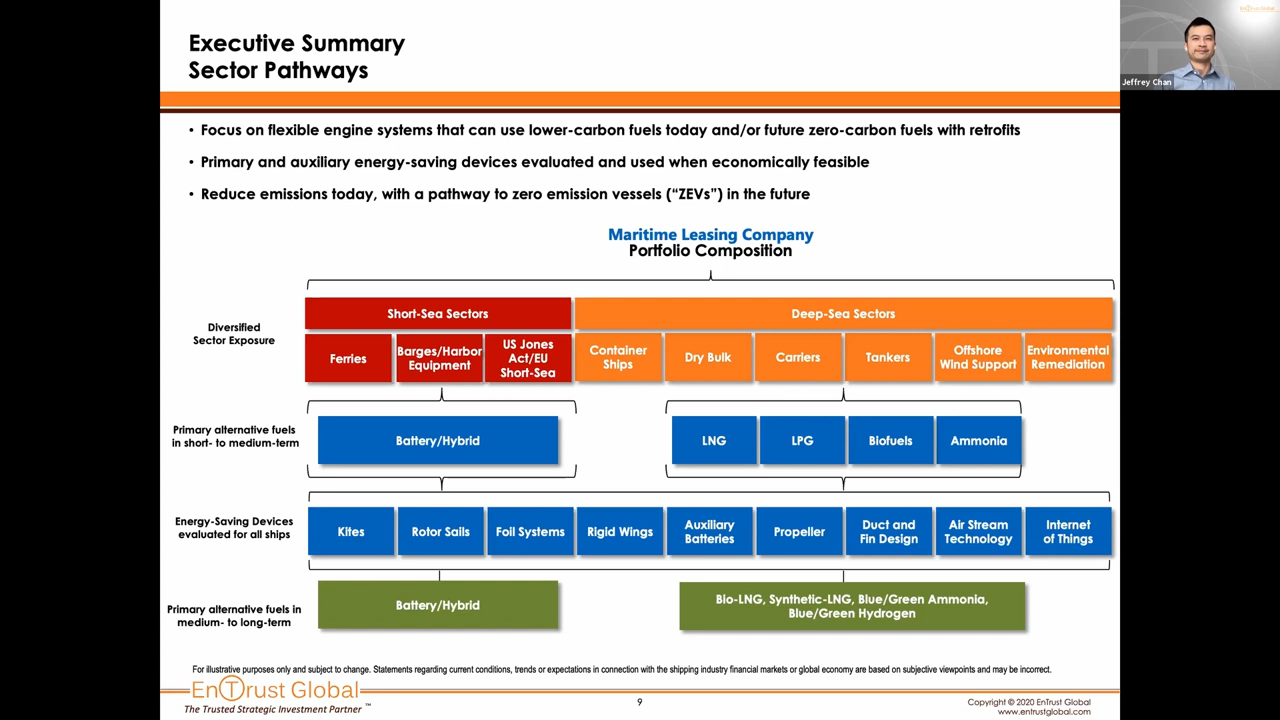 Executive Summary
Sector Pathways
EnTrust Global
Jeffrey Chan
• Focus on flexible engine systems that can use lower-carbon fuels today and/or future zero-carbon fuels with retrofits
• Primary and auxiliary energy-saving devices evaluated and used when economically feasible
• Reduce emissions today, with a pathway to zero emission vessels (“ZEVs”) in the future
Maritime Leasing Company
Portfolio Composition
Diversified
Sector Exposure
Short-Sea Sectors
Deep-Sea Sectors
Ferries
Barges/Harbor
Equipment
US Jones
Act/EU
Short-Sea
Container
Ships
Dry Bulk
Carriers
Tankers
Offshore
Wind Support
Environmental
Remediation
Primary alternative fuels
in short- to medium-term
Battery/Hybrid
LNG
LPG
Biofuels
Ammonia
Energy-Saving Devices
evaluated for all ships
Kites
Rotor Sails
Foil Systems
Rigid Wings
Auxiliary
Batteries
Propeller
Duct and
Fin Design
Air Stream
Technology
Internet
of Things
Primary alternative fuels in
medium- to long-term
Battery/Hybrid
Bio-LNG, Synthetic-LNG, Blue/Green Ammonia,
Blue/Green Hydrogen
For illustrative purposes only and subject to change. Statements regarding current conditions, trends or expectations in connection with the shipping industry financial markets or global economy are based on subjective viewpoints and may be incorrect.
EnTrust Global
The Trusted Strategic Investment Partner ™
9
Copyright © 2020 EnTrust Global
www.entrustglobal.com